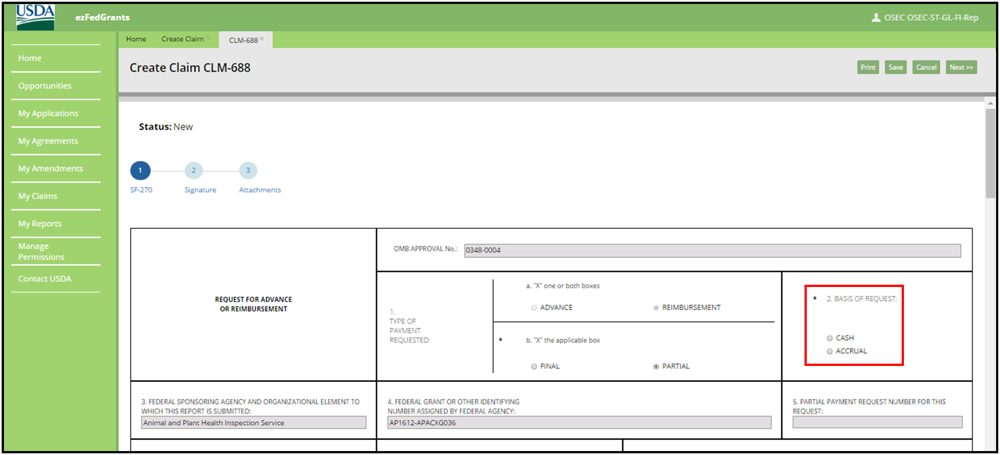 USDA
ezFedGrants
OSEC OSEC-ST-GL-FI-Rep
Home
Opportunities
My Applications
My Agreements
My Amendments
My Claims
My Reports
Manage
Permissions
Contact USDA
Home
Create Claim
CLM-688
Create Claim CLM-688
Print
Save
Cancel
Next >>
Status: New
1
2
3
SF-270
Signature
Attachments
REQUEST FOR ADVANCE
OR REIMBURSEMENT
OMB APPROVAL No.: 0348-0004
1.
TYPE OF
PAYMENT
REQUESTED:
a. "X" one or both boxes
ADVANCE
REIMBURSEMENT
* b. "X" the applicable box
FINAL
PARTIAL
* 2. BASIS OF REQUEST:
CASH
ACCRUAL
3. FEDERAL SPONSORING AGENCY AND ORGANIZATIONAL ELEMENT TO
WHICH THIS REPORT IS SUBMITTED:
Animal and Plant Health Inspection Service
4. FEDERAL GRANT OR OTHER IDENTIFYING
NUMBER ASSIGNED BY FEDERAL AGENCY:
AP1612-APACXG036
5. PARTIAL PAYMENT REQUEST NUMBER FOR THIS
REQUEST: